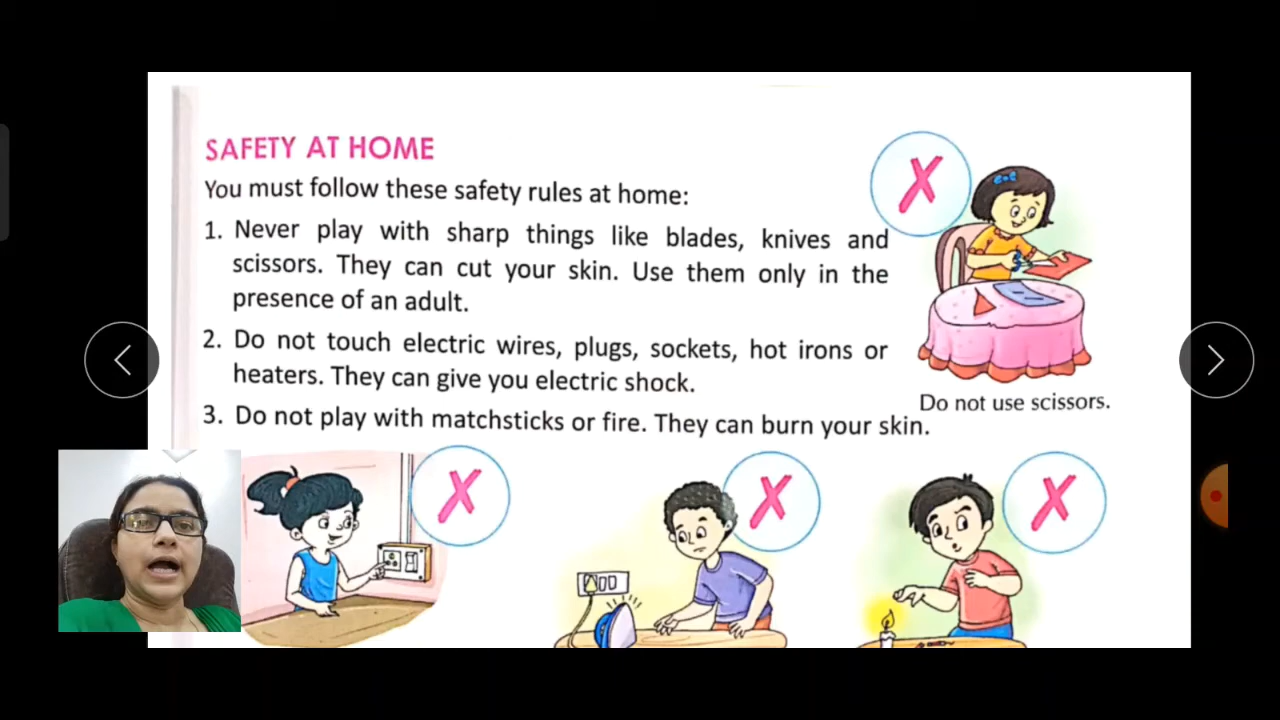 SAFETY AT HOME
You must follow these safety rules at home:
1. Never play with sharp things like blades, knives and
scissors. They can cut your skin. Use them only in the
presence of an adult.
2. Do not touch electric wires, plugs, sockets, hot irons or
heaters. They can give you electric shock.
Do not use scissors.
3. Do not play with matchsticks or fire. They can burn your skin.